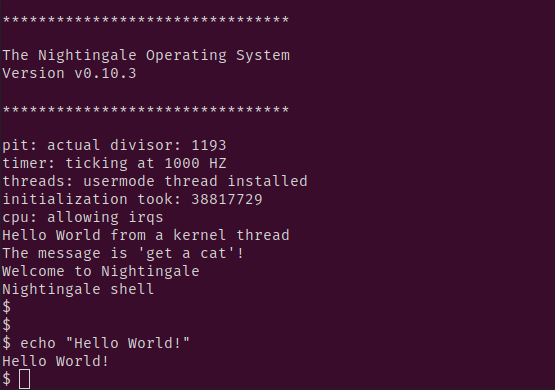 ********************************
The Nightingale Operating System
Version v0.10.3
********************************
pit: actual divisor: 1193
timer: ticking at 1000 HZ
threads: usermode thread installed
initialization took: 38817729
cpu: allowing irqs
Hello World from a kernel thread
The message is 'get a cat'!
Welcome to Nightingale
Nightingale shell
$
$
$ echo "Hello World!"
Hello World!
$